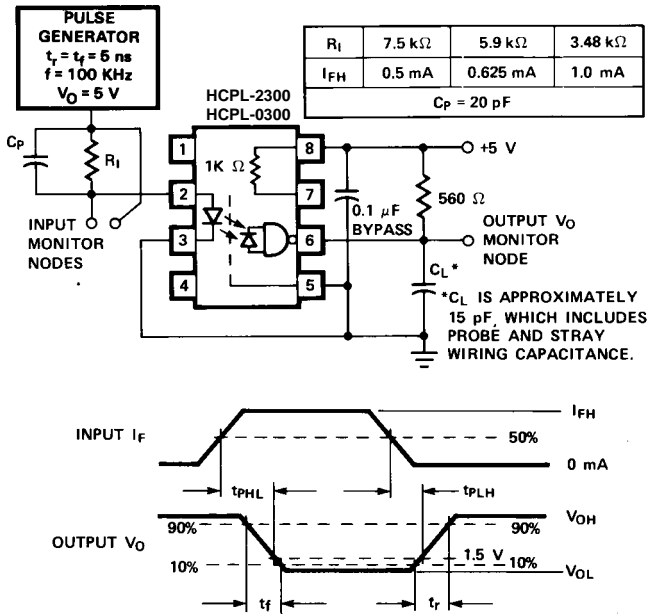 PULSE
GENERATOR
tr = tf = 5 ns
f = 100 KHz
VO = 5 V
RI 7.5 kΩ 5.9 kΩ 3.48 kΩ
IFH 0.5 mA 0.625 mA 1.0 mA
CP = 20 pF
HCPL-2300
HCPL-0300
CP
RI
1
2
3
4
1K Ω
8
7
6
5
+5 V
0.1 μF
BYPASS
560 Ω
INPUT
MONITOR
NODES
OUTPUT VO
MONITOR
NODE
CL*
*CL IS APPROXIMATELY
15 pF, WHICH INCLUDES
PROBE AND STRAY
WIRING CAPACITANCE.
INPUT IF
IFH
50%
0 mA
tPHL
tPLH
OUTPUT VO
90%
10%
90%
1.5 V
10%
VOH
VOL
tf
tr